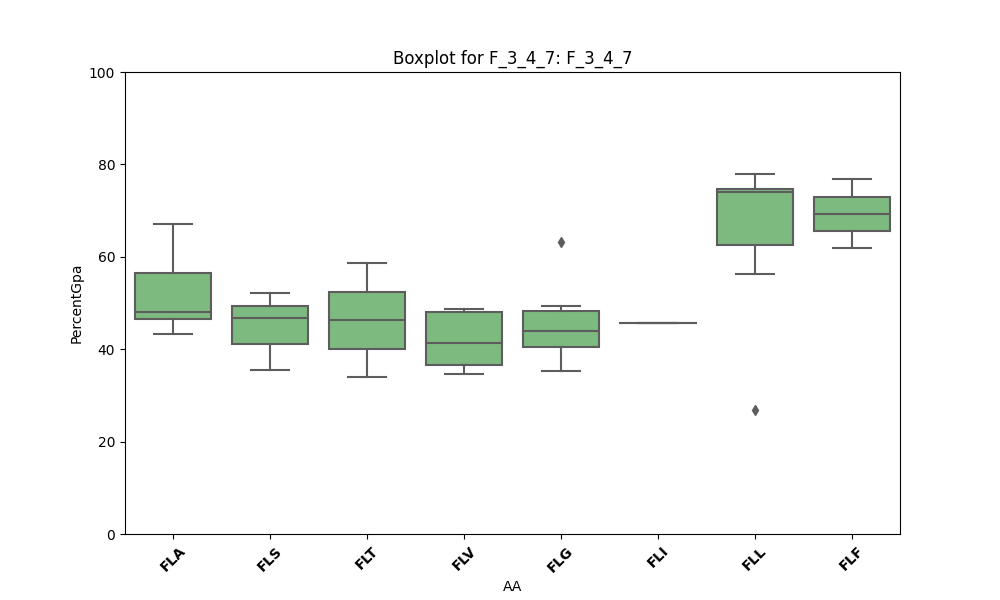 Boxplot for F_3_4_7: F_3_4_7
100
80
60
40
20
0
PercentGpa
FLA
FLS
FLT
FLV
FLG
FLI
FLL
FLF
AA